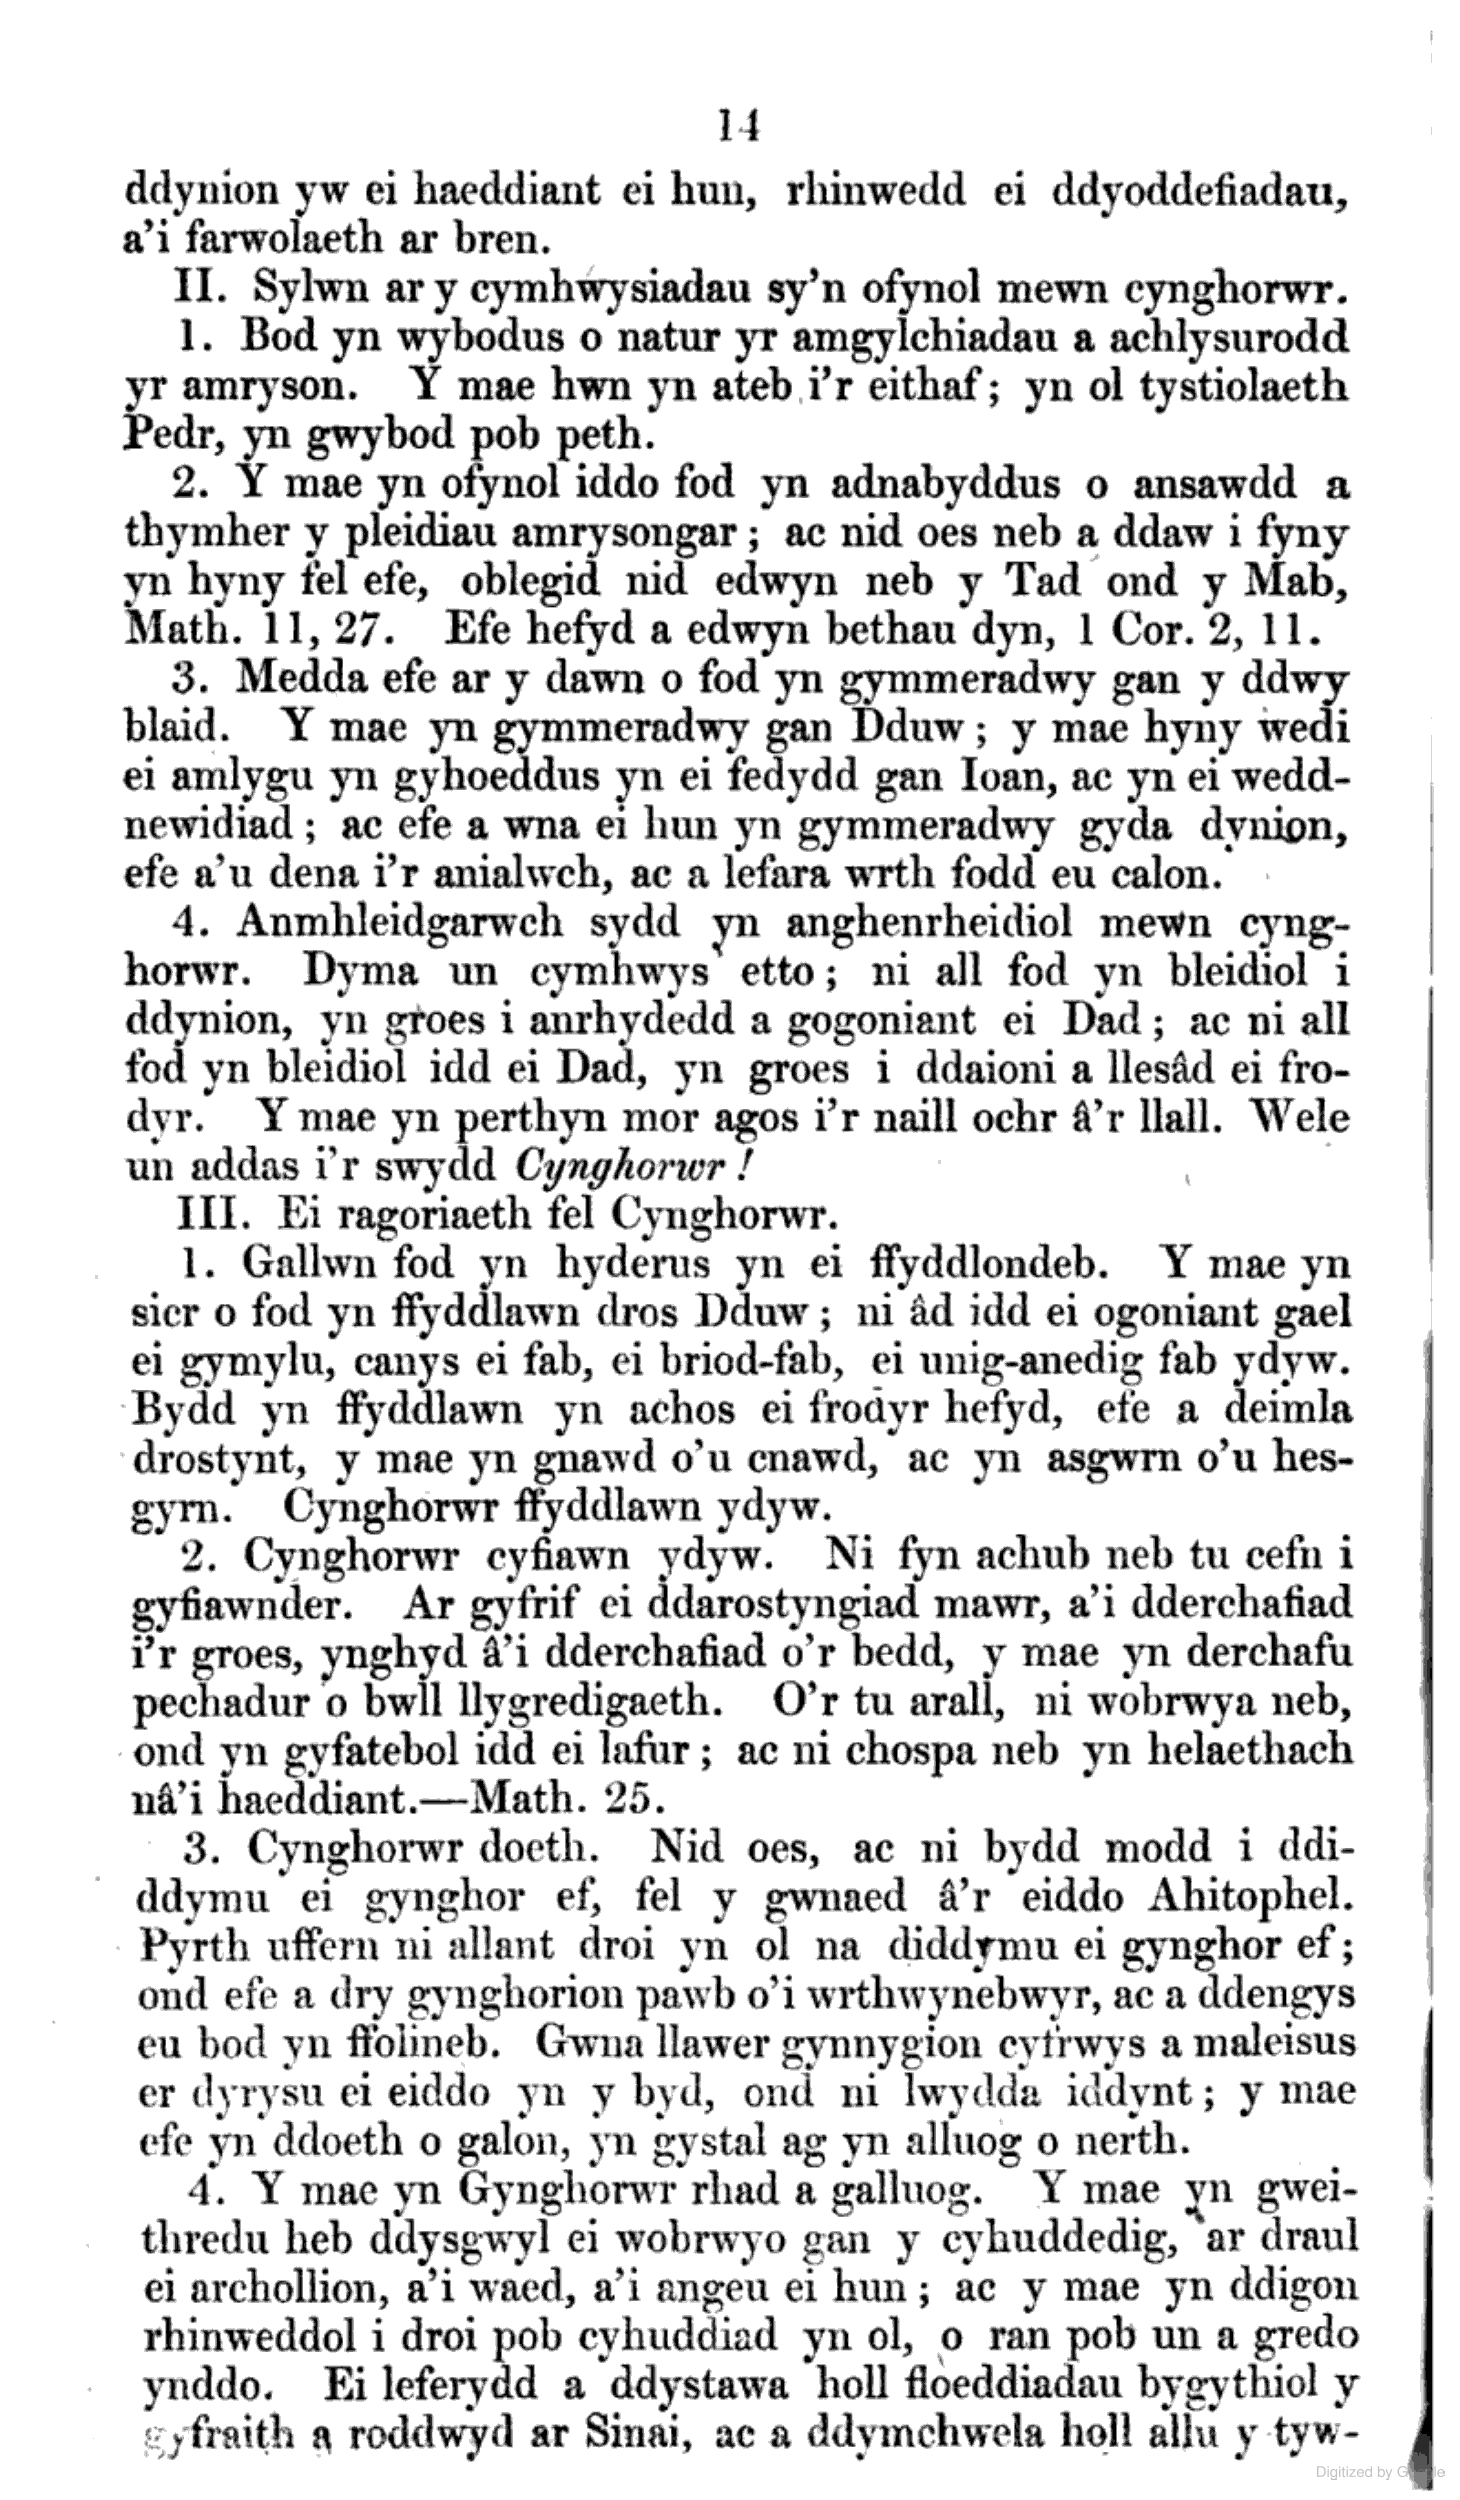 14
ddynion yw ei haeddiant ei hun, rhinwedd ei ddyoddefiadau,
a'i farwolaeth ar bren.
II. Sylwn ar y cymhwysiadau sy'n ofynol mewn cynghorwr.
1. Bod yn wybodus o natur yr amgylchiadau a achlysurodd
yr amryson. Y mae hwn yn ateb i'r eithaf; yn ol tystiolaeth
Pedr, yn gwybod pob peth.
2. Y mae yn ofynol iddo fod yn adnabyddus o ansawdd a
thymher y pleidiau amrysongar; ac nid oes neb a ddaw i fyny
yn hyny fel efe, oblegid nid edwyn neb y Tad ond y Mab,
Math. 11, 27. Efe hefyd a edwyn bethau dyn, 1 Cor. 2, 11.
3. Medda efe ar y dawn o fod yn gymmeradwy gan y ddwy
blaid. Y mae yn gymmeradwy gan Dduw; y mae hyny wedi
ei amlygu yn gyhoeddus yn ei fedydd gan Ioan, ac yn ei wedd-
newidiad; ac efe a wna ei hun yn gymmeradwy gyda dynion,
efe a'u dena i'r anialwch, ac a lefara wrth fodd eu calon.
4. Anmhleidgarwch sydd yn anghenrheidiol mewn cyng-
horwr. Dyma un cymhwys etto; ni all fod yn bleidiol i
ddynion, yn groes i anrhydedd a gogoniant ei Dad; ac ni all
fod yn bleidiol idd ei Dad, yn groes i ddaioni a llesâd ei fro-
dyr. Y mae yn perthyn mor agos i'r naill ochr â'r llall. Wele
un addas i'r swydd Cynghorwr!
III. Ei ragoriaeth fel Cynghorwr.
1. Gallwn fod yn hyderus yn ei ffyddlondeb. Y mae yn
sicr o fod yn ffyddlawn dros Dduw; ni âd idd ei ogoniant gael
ei gymylu, canys ei fab, ei briod-fab, ei unig-anedig fab ydyw.
Bydd yn ffyddlawn yn achos ei frodyr hefyd, efe a deimla
drostynt, y mae yn gnawd o'u cnawd, ac yn asgwrn o'u hes-
gyrn. Cynghorwr ffyddlawn ydyw.
2. Cynghorwr cyfiawn ydyw. Ni fyn achub neb tu cefn i
gyfiawnder. Ar gyfrif ei ddarostyngiad mawr, a'i dderchafiad
i'r groes, ynghyd â'i dderchafiad o'r bedd, y mae yn derchafu
pechadur o bwll llygredigaeth. O'r tu arall, ni wobrwya neb,
ond yn gyfatebol idd ei lafur; ac ni chospa neb yn helaethach
nâ'i haeddiant.—Math. 25.
3. Cynghorwr doeth. Nid oes, ac ni bydd modd i ddi-
ddymu ei gynghor ef, fel y gwnaed â'r eiddo Ahitophel.
Pyrth uffern ni allant droi yn ol na diddymu ei gynghor ef;
ond efe a dry gynghorion pawb o'i wrthwynebwyr, ac a ddengys
eu bod yn ffolineb. Gwna llawer gynnygion cyfrwys a maleisus
er dyrysu ei eiddo yn y byd, ond ni lwydda iddynt; y mae
efe yn ddoeth o galon, yn gystal ag yn alluog o nerth.
4. Y mae yn Gynghorwr rhad a galluog. Y mae yn gwei-
thredu heb ddysgwyl ei wobrwyo gan y cyhuddedig, ar draul
ei archollion, a'i waed, a'i angeu ei hun; ac y mae yn ddigon
rhinweddol i droi pob cyhuddiad yn ol, o ran pob un a gredo
ynddo. Ei leferydd a ddystawa holl floeddiadau bygythiol y
gyfraith a roddwyd ar Sinai, ac a ddymchwela holl allu y tyw-
Digitized by Google